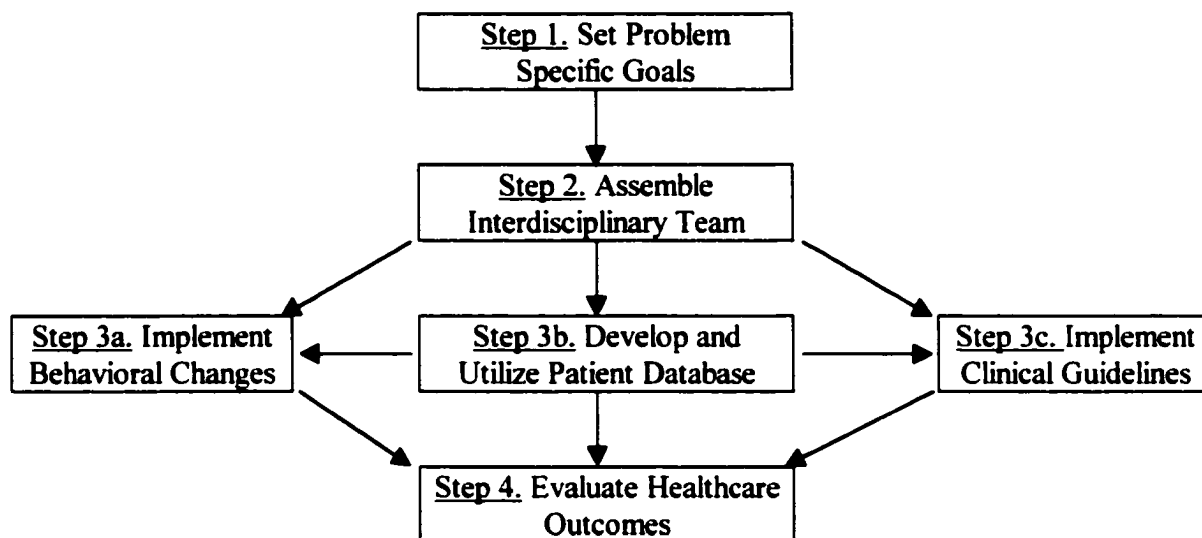 Step 1. Set Problem
Specific Goals
Step 2. Assemble
Interdisciplinary Team
Step 3a. Implement
Behavioral Changes
Step 3b. Develop and
Utilize Patient Database
Step 3c. Implement
Clinical Guidelines
Step 4. Evaluate Healthcare
Outcomes